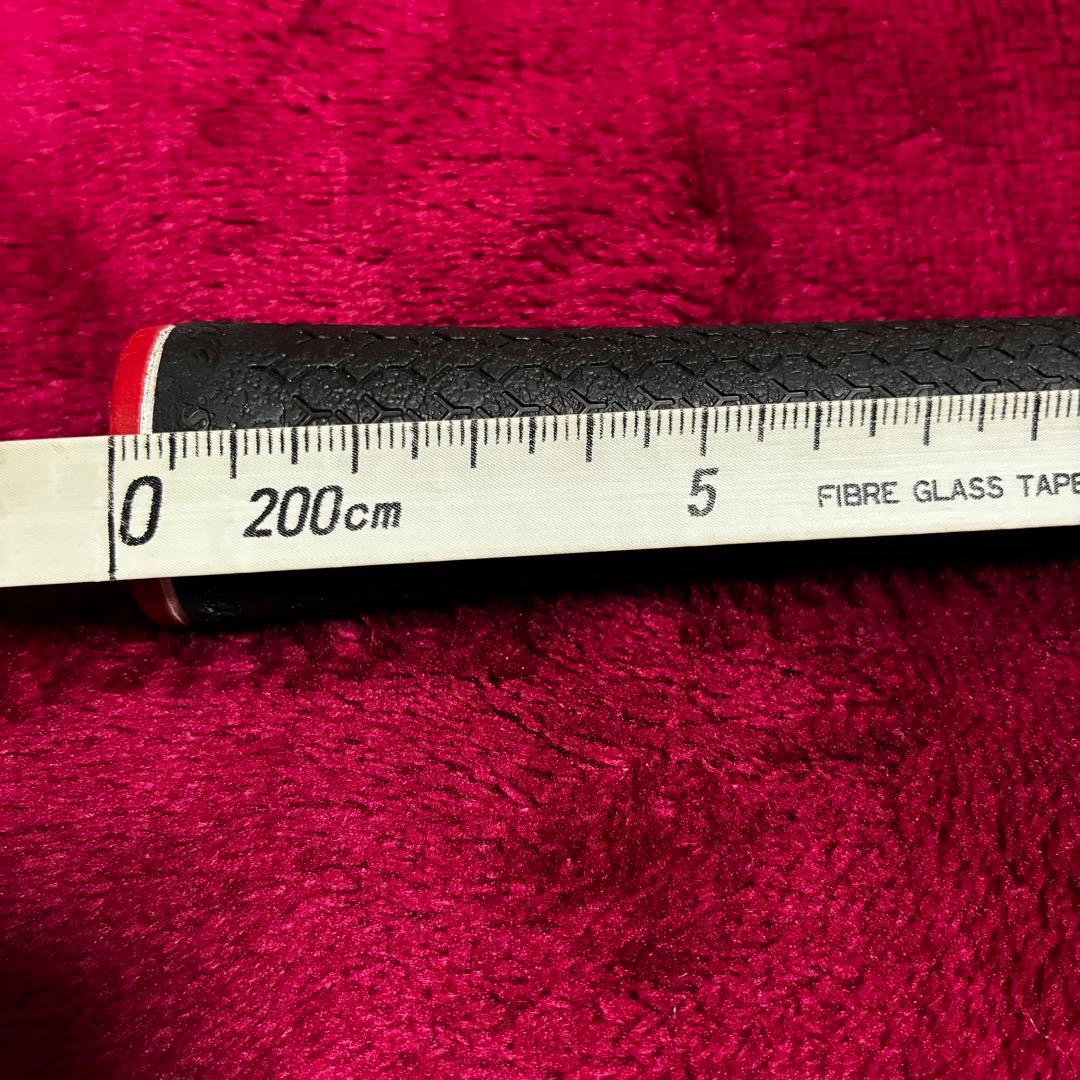 0 200cm 5 FIBRE GLASS TAPE